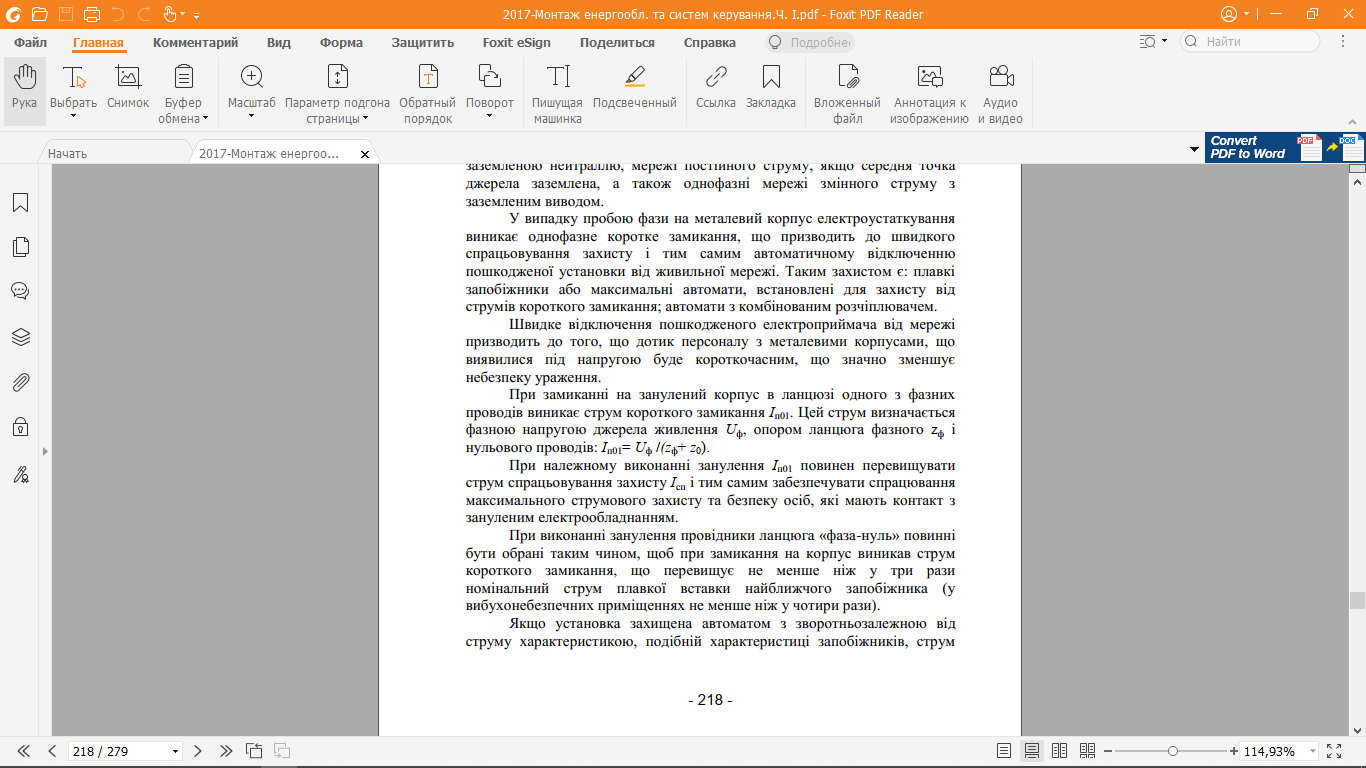 2017-Монтаж енергообл. та систем керування.Ч. І.pdf - Foxit PDF Reader
Файл Главная Комментарий Вид Форма Защитить Foxit eSign Поделиться Справка Подробнее Найти
Рука Выбрать Снимок Буфер обмена Масштаб Параметр подгона страницы Обратный порядок Поворот Пишущая машинка Подсвеченный Ссылка Закладка Вложенный файл Аннотация к изображению Аудио и видео
Начать 2017-Монтаж енергоо...
Convert
PDF to Word
PDF DOC
заземленою нейтраллю, мережі постійного струму, якщо середня точка
джерела заземлена, а також однофазні мережі змінного струму з
заземленим виводом.
У випадку пробою фази на металевий корпус електроустаткування
виникає однофазне коротке замикання, що призводить до швидкого
спрацьовування захисту і тим самим автоматичному відключенню
пошкодженої установки від живильної мережі. Таким захистом є: плавкі
запобіжники або максимальні автомати, встановлені для захисту від
струмів короткого замикання; автомати з комбінованим розчіплювачем.
Швидке відключення пошкодженого електроприймача від мережі
призводить до того, що дотик персоналу з металевими корпусами, що
виявилися під напругою буде короткочасним, що значно зменшує
небезпеку ураження.
При замиканні на занулений корпус в ланцюзі одного з фазних
проводів виникає струм короткого замикання Iп01. Цей струм визначається
фазною напругою джерела живлення Uф, опором ланцюга фазного zф і
нульового проводів: Iп01= Uф /(zф+ z0).
При належному виконанні занулення Iп01 повинен перевищувати
струм спрацьовування захисту Iсп і тим самим забезпечувати спрацювання
максимального струмового захисту та безпеку осіб, які мають контакт з
зануленим електрообладнанням.
При виконанні занулення провідники ланцюга «фаза-нуль» повинні
бути обрані таким чином, щоб при замикання на корпус виникав струм
короткого замикання, що перевищує не менше ніж у три рази
номінальний струм плавкої вставки найближчого запобіжника (у
вибухонебезпечних приміщеннях не менше ніж у чотири рази).
Якщо установка захищена автоматом з зворотньозалежною від
струму характеристикою, подібній характеристиці запобіжників, струм
- 218 -
218 / 279 114,93%